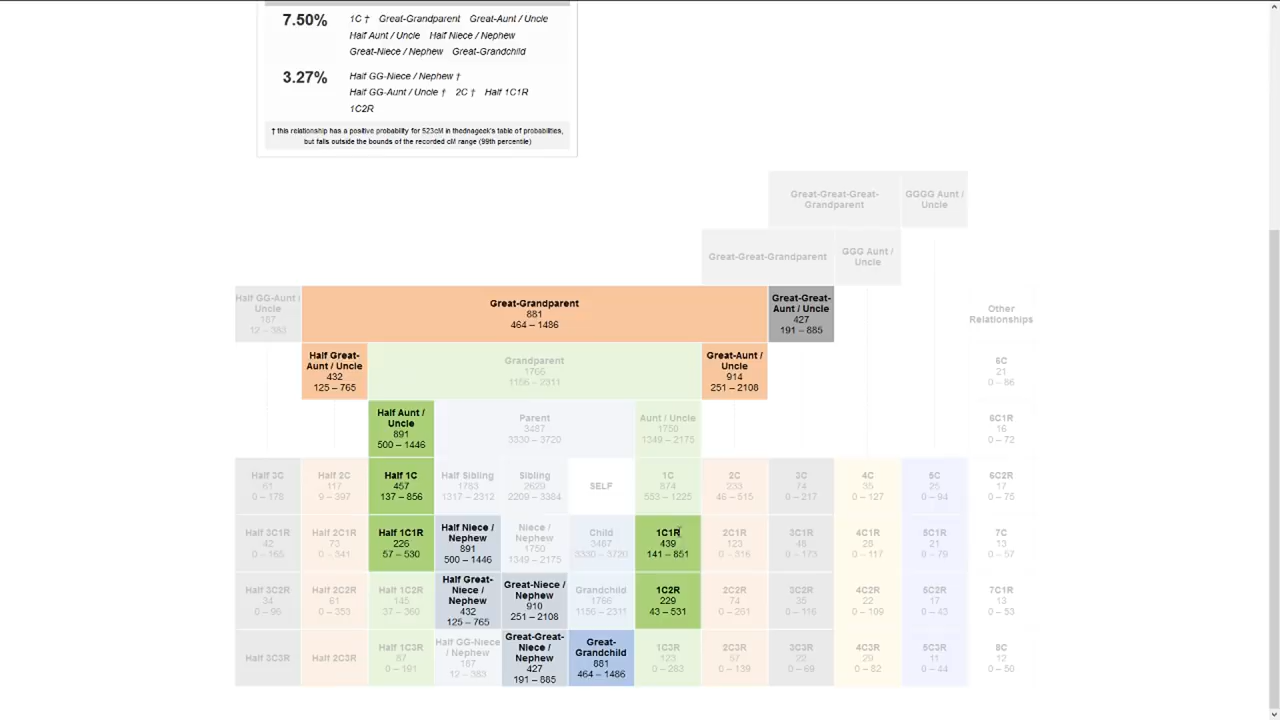 7.50%
1C † Great-Grandparent Great-Aunt / Uncle
Half Aunt / Uncle Half Niece / Nephew
Great-Niece / Nephew Great-Grandchild
3.27%
Half GG-Niece / Nephew †
Half GG-Aunt / Uncle † 2C † Half 1C1R
1C2R
† this relationship has a positive probability for 523cM in thednageek's table of probabilities,
but falls outside the bounds of the recorded cM range (99th percentile)
Great-Great-Great-
Grandparent
GGGG Aunt /
Uncle
Great-Great-Grandparent
GGG Aunt /
Uncle
Half GG-Aunt /
Uncle
187
12 – 383
Great-Grandparent
881
464 – 1486
Great-Great-
Aunt / Uncle
427
191 – 885
Other
Relationships
Half Great-
Aunt / Uncle
432
125 – 765
Grandparent
1766
1156 – 2311
Great-Aunt /
Uncle
914
251 – 2108
6C
21
0 – 86
Half Aunt /
Uncle
891
500 – 1446
Parent
3487
3330 – 3720
Aunt / Uncle
1750
1349 – 2175
6C1R
16
0 – 72
Half 3C
61
0 – 178
Half 2C
117
9 – 397
Half 1C
457
137 – 856
Half Sibling
1783
1317 – 2312
Sibling
2629
2209 – 3384
SELF
1C
874
553 – 1225
2C
233
46 – 515
3C
74
0 – 217
4C
35
0 – 127
5C
25
0 – 94
6C2R
17
0 – 75
Half 3C1R
42
0 – 165
Half 2C1R
73
0 – 341
Half 1C1R
226
57 – 530
Half Niece /
Nephew
891
500 – 1446
Niece /
Nephew
1750
1349 – 2175
Child
3487
3330 – 3720
1C1R
439
141 – 851
2C1R
123
0 – 316
3C1R
48
0 – 173
4C1R
28
0 – 117
5C1R
21
0 – 79
7C
13
0 – 57
Half 3C2R
34
0 – 96
Half 2C2R
61
0 – 353
Half 1C2R
145
37 – 360
Half Great-
Niece /
Nephew
432
125 – 765
Great-Niece /
Nephew
910
251 – 2108
Grandchild
1766
1156 – 2311
1C2R
229
43 – 531
2C2R
74
0 – 261
3C2R
35
0 – 116
4C2R
22
0 – 109
5C2R
17
0 – 43
7C1R
13
0 – 53
Half 3C3R
Half 2C3R
Half 1C3R
87
0 – 191
Half GG-Niece
/ Nephew
187
12 – 383
Great-Great-
Niece /
Nephew
427
191 – 885
Great-
Grandchild
881
464 – 1486
1C3R
123
0 – 283
2C3R
57
0 – 139
3C3R
22
0 – 69
4C3R
29
0 – 82
5C3R
11
0 – 44
8C
12
0 – 50